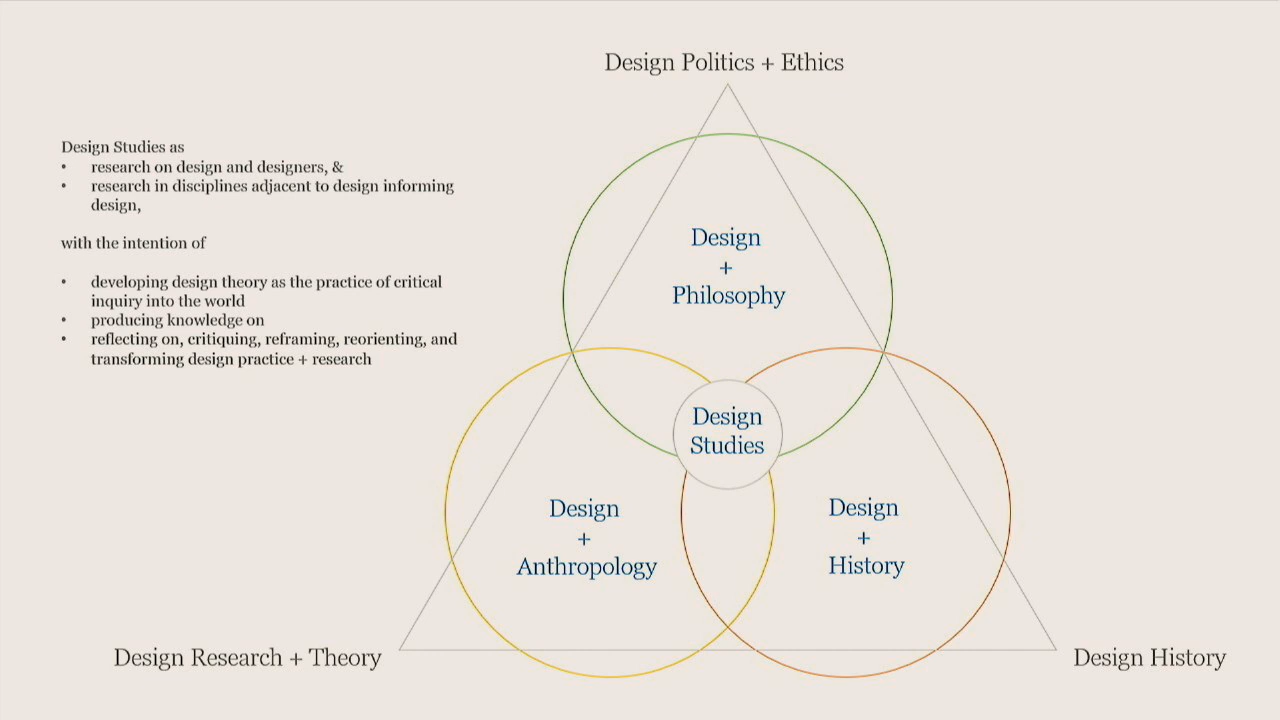 Design Politics + Ethics
Design Studies as
• research on design and designers, &
• research in disciplines adjacent to design informing
design,
with the intention of
• developing design theory as the practice of critical
inquiry into the world
• producing knowledge on
• reflecting on, critiquing, reframing, reorienting, and
transforming design practice + research
Design
+
Philosophy
Design
Studies
Design
+
Anthropology
Design
+
History
Design Research + Theory
Design History